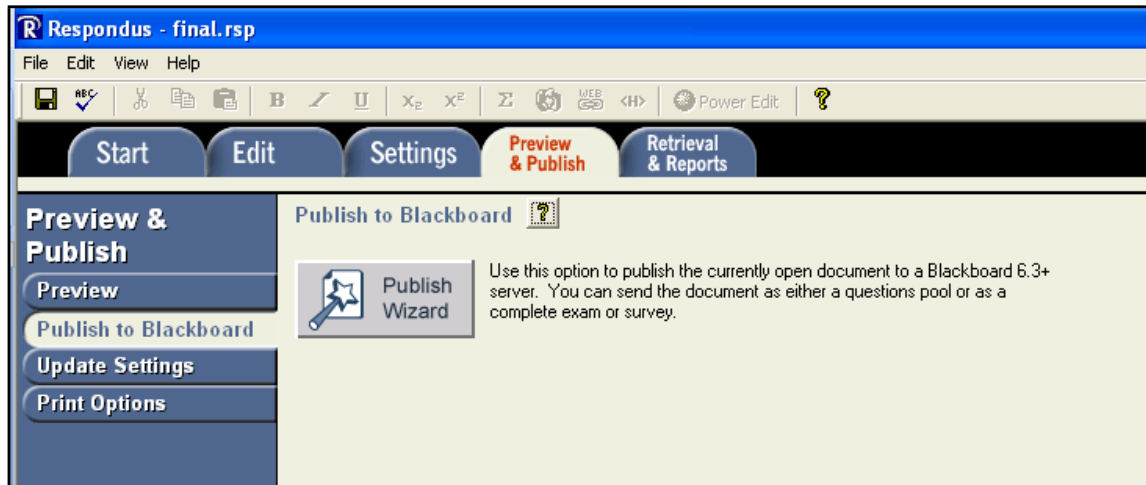 Respondus - final.rsp
File Edit View Help
ABC B I U X₂ X² Σ WEB <H> Power Edit ?
Start Edit Settings Preview & Publish Retrieval & Reports
Preview & Publish
Preview
Publish to Blackboard
Update Settings
Print Options
Publish to Blackboard ?
Publish Wizard
Use this option to publish the currently open document to a Blackboard 6.3+
server. You can send the document as either a questions pool or as a
complete exam or survey.